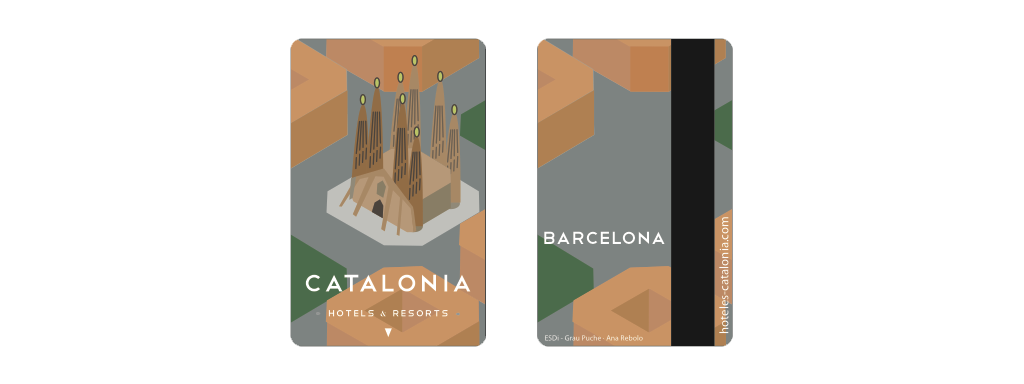 CATALONIA
HOTELS & RESORTS
BARCELONA
hoteles-catalonia.com
ESDi - Grau Puche - Ana Rebolo